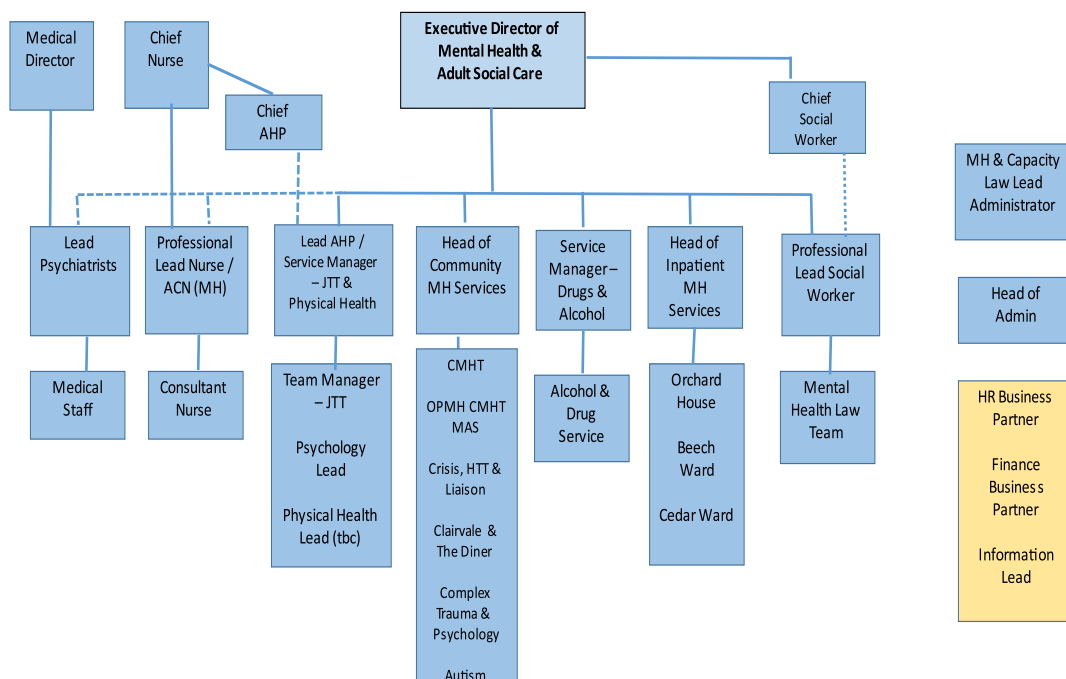 Medical
Director
Chief
Nurse
Executive Director of
Mental Health &
Adult Social Care
Chief
AHP
Chief
Social
Worker
MH & Capacity
Law Lead
Administrator
Lead
Psychiatrists
Professional
Lead Nurse /
ACN (MH)
Lead AHP /
Service Manager
– JTT &
Physical Health
Head of
Community
MH Services
Service
Manager –
Drugs &
Alcohol
Head of
Inpatient
MH
Services
Professional
Lead Social
Worker
Head of
Admin
Medical
Staff
Consultant
Nurse
Team Manager
– JTT
Psychology
Lead
Physical Health
Lead (tbc)
CMHT
OPMH CMHT
MAS
Crisis, HTT &
Liaison
Clairvale &
The Diner
Complex
Trauma &
Psychology
Autism
Alcohol &
Drug
Service
Orchard
House
Beech
Ward
Cedar Ward
Mental
Health Law
Team
HR Business
Partner
Finance
Business
Partner
Information
Lead